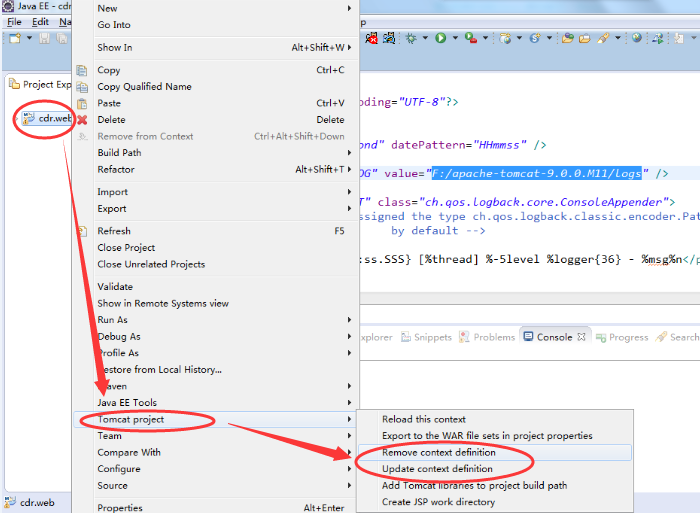 Java EE - cdr
File Edit Na
p
Project Exp
cdr.web
New
Go Into
Show In Alt+Shift+W
Copy Ctrl+C
Copy Qualified Name
Paste Ctrl+V
Delete Delete
Remove from Context Ctrl+Alt+Shift+Down
Build Path
Refactor Alt+Shift+T
Import
Export
Refresh F5
Close Project
Close Unrelated Projects
Validate
Show in Remote Systems view
Run As
Debug As
Profile As
Restore from Local History...
Maven
Java EE Tools
Tomcat project
Team
Compare With
Configure
Source
Properties Alt+Enter
oding="UTF-8"?>
ond" datePattern="HHmmss" />
OG" value="F:/apache-tomcat-9.0.0.M11/logs" />
T" class="ch.qos.logback.core.ConsoleAppender">
ssigned the type ch.qos.logback.classic.encoder.Pat
by default -->
:ss.SSS} [%thread] %-5level %logger{36} - %msg%n</p
xplorer Snippets Problems Console Progress Search
Reload this context
Export to the WAR file sets in project properties
Remove context definition
Update context definition
Add Tomcat libraries to project build path
Create JSP work directory
cdr.web